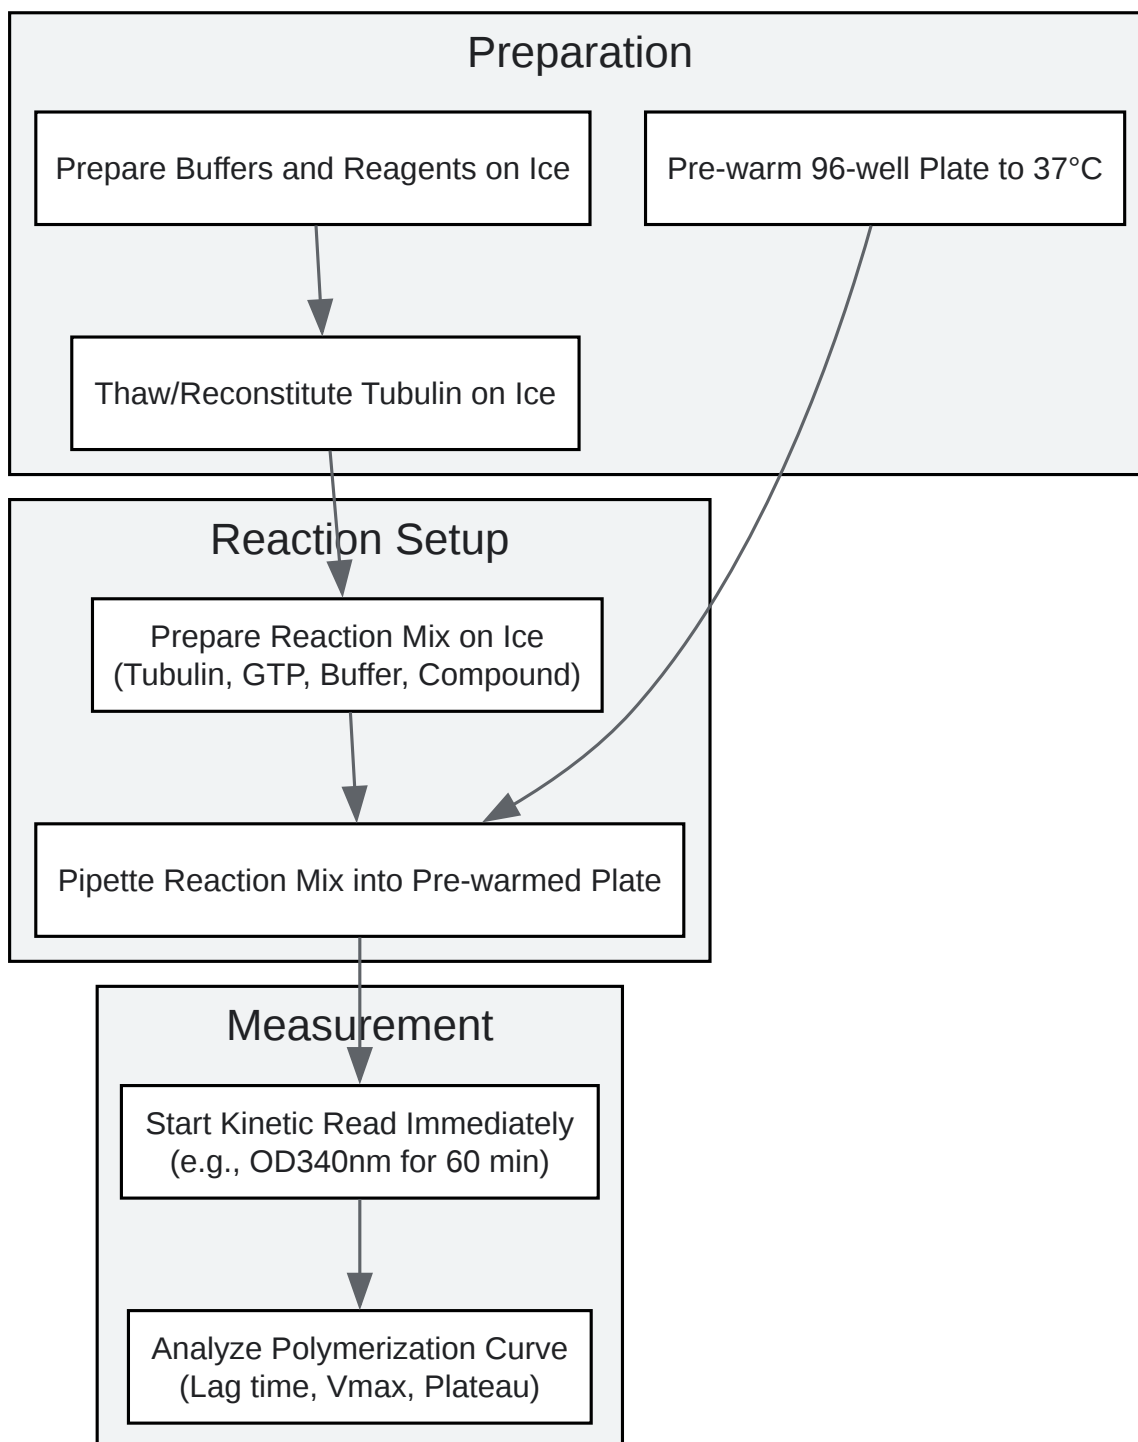 Preparation
Prepare Buffers and Reagents on Ice
Pre-warm 96-well Plate to 37°C
Thaw/Reconstitute Tubulin on Ice
Reaction Setup
Prepare Reaction Mix on Ice
(Tubulin, GTP, Buffer, Compound)
Pipette Reaction Mix into Pre-warmed Plate
Measurement
Start Kinetic Read Immediately
(e.g., OD340nm for 60 min)
Analyze Polymerization Curve
(Lag time, Vmax, Plateau)